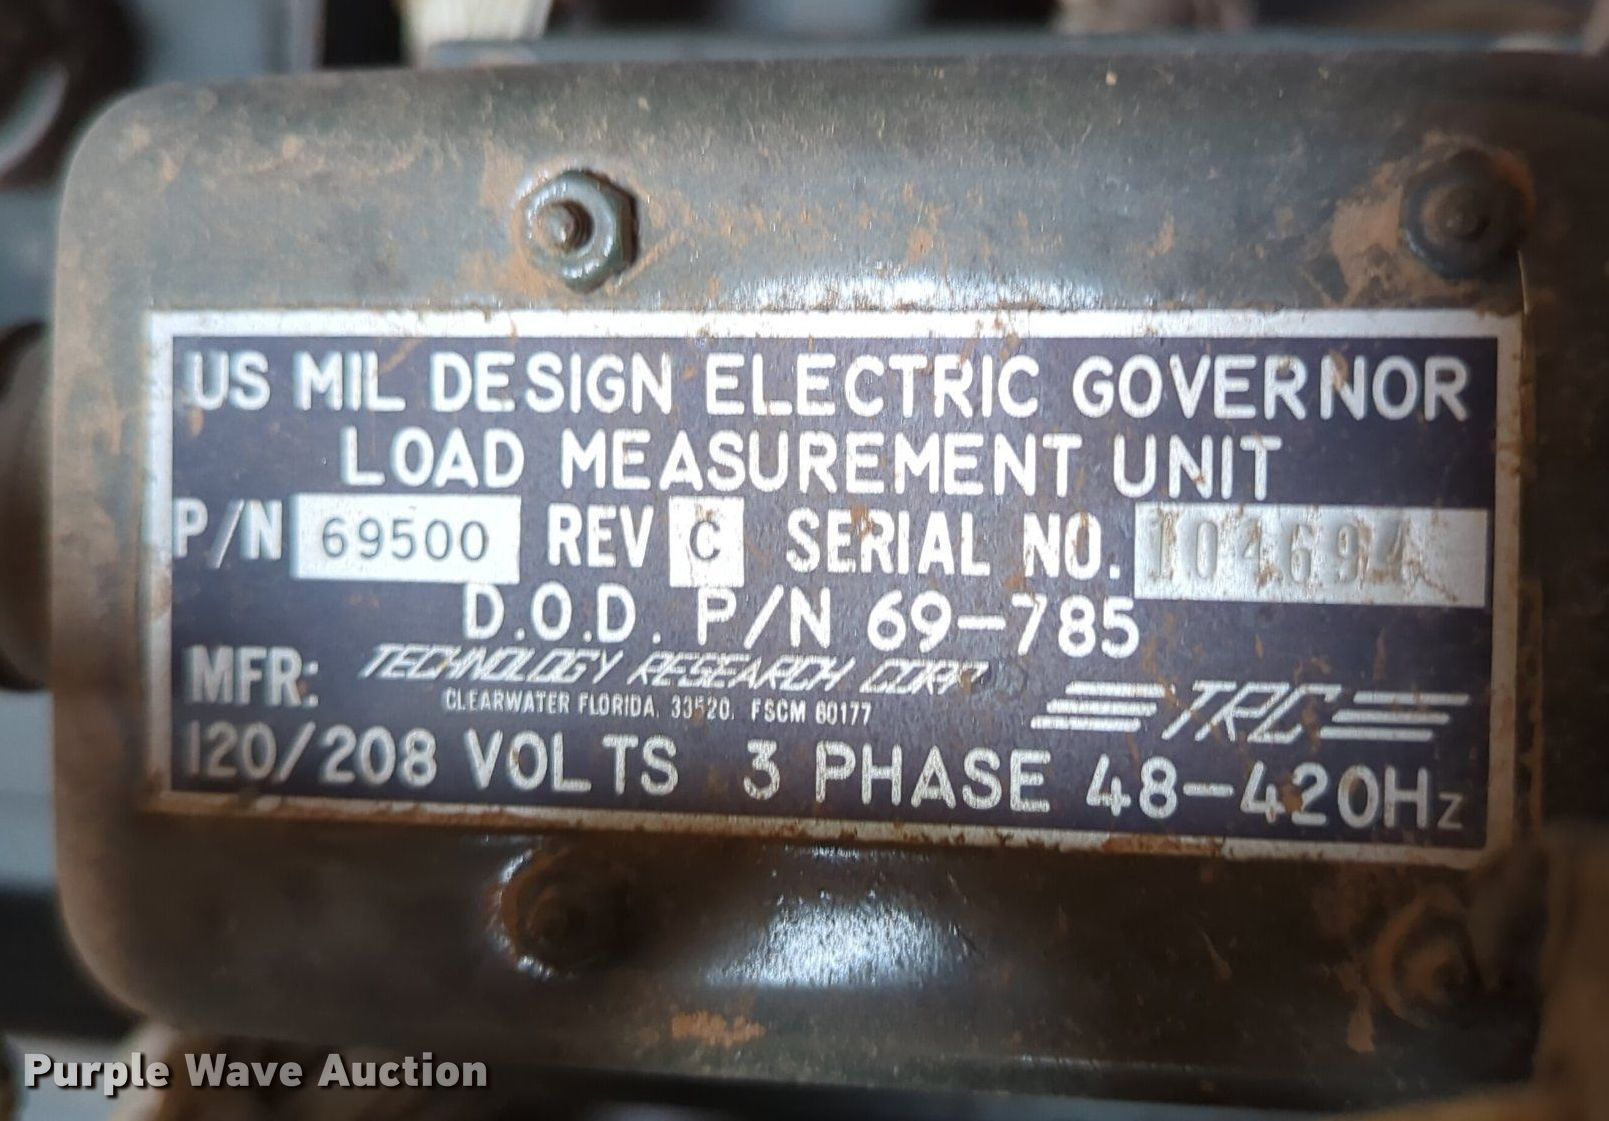 US MIL DESIGN ELECTRIC GOVERNOR
LOAD MEASUREMENT UNIT
P/N 69500 REV C SERIAL NO. 104694
D.O.D. P/N 69-785
MFR: TECHNOLOGY RESEARCH CORP
CLEARWATER FLORIDA, 33520. FSCM 60177
TRC
120/208 VOLTS 3 PHASE 48-420Hz
Purple Wave Auction